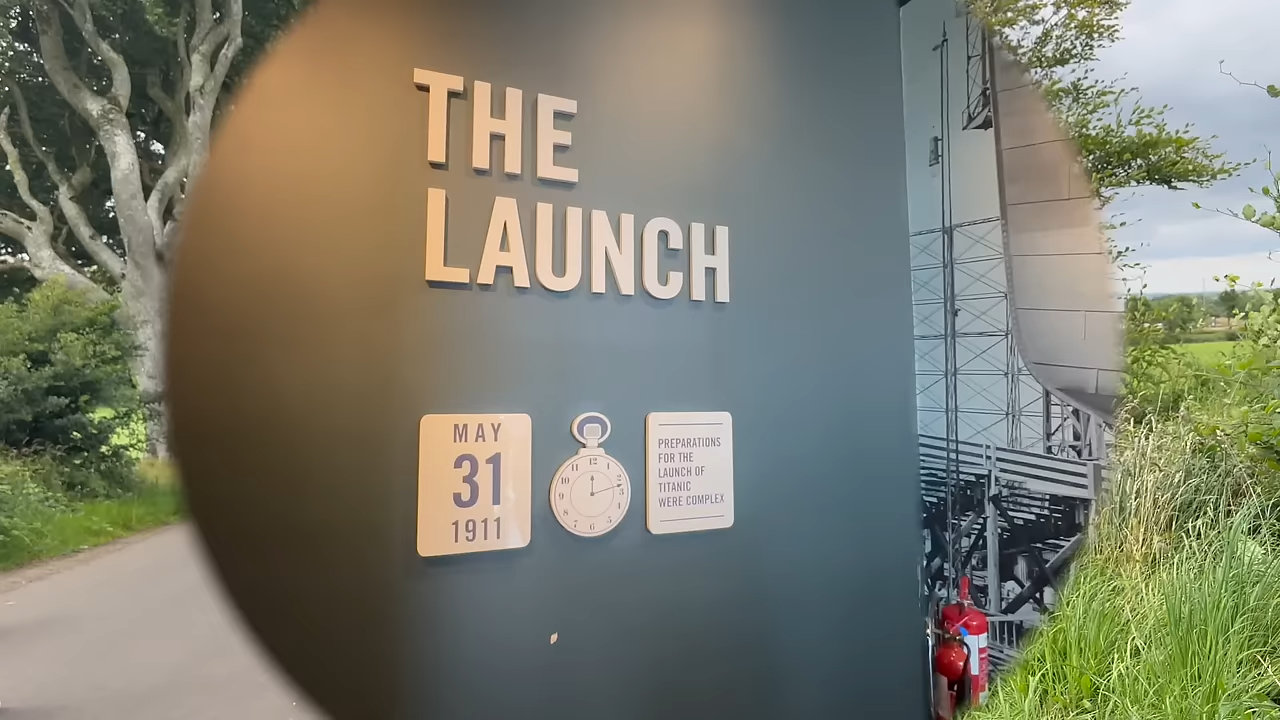 THE
LAUNCH
MAY
31
1911
PREPARATIONS
FOR THE
LAUNCH OF
TITANIC
WERE COMPLEX